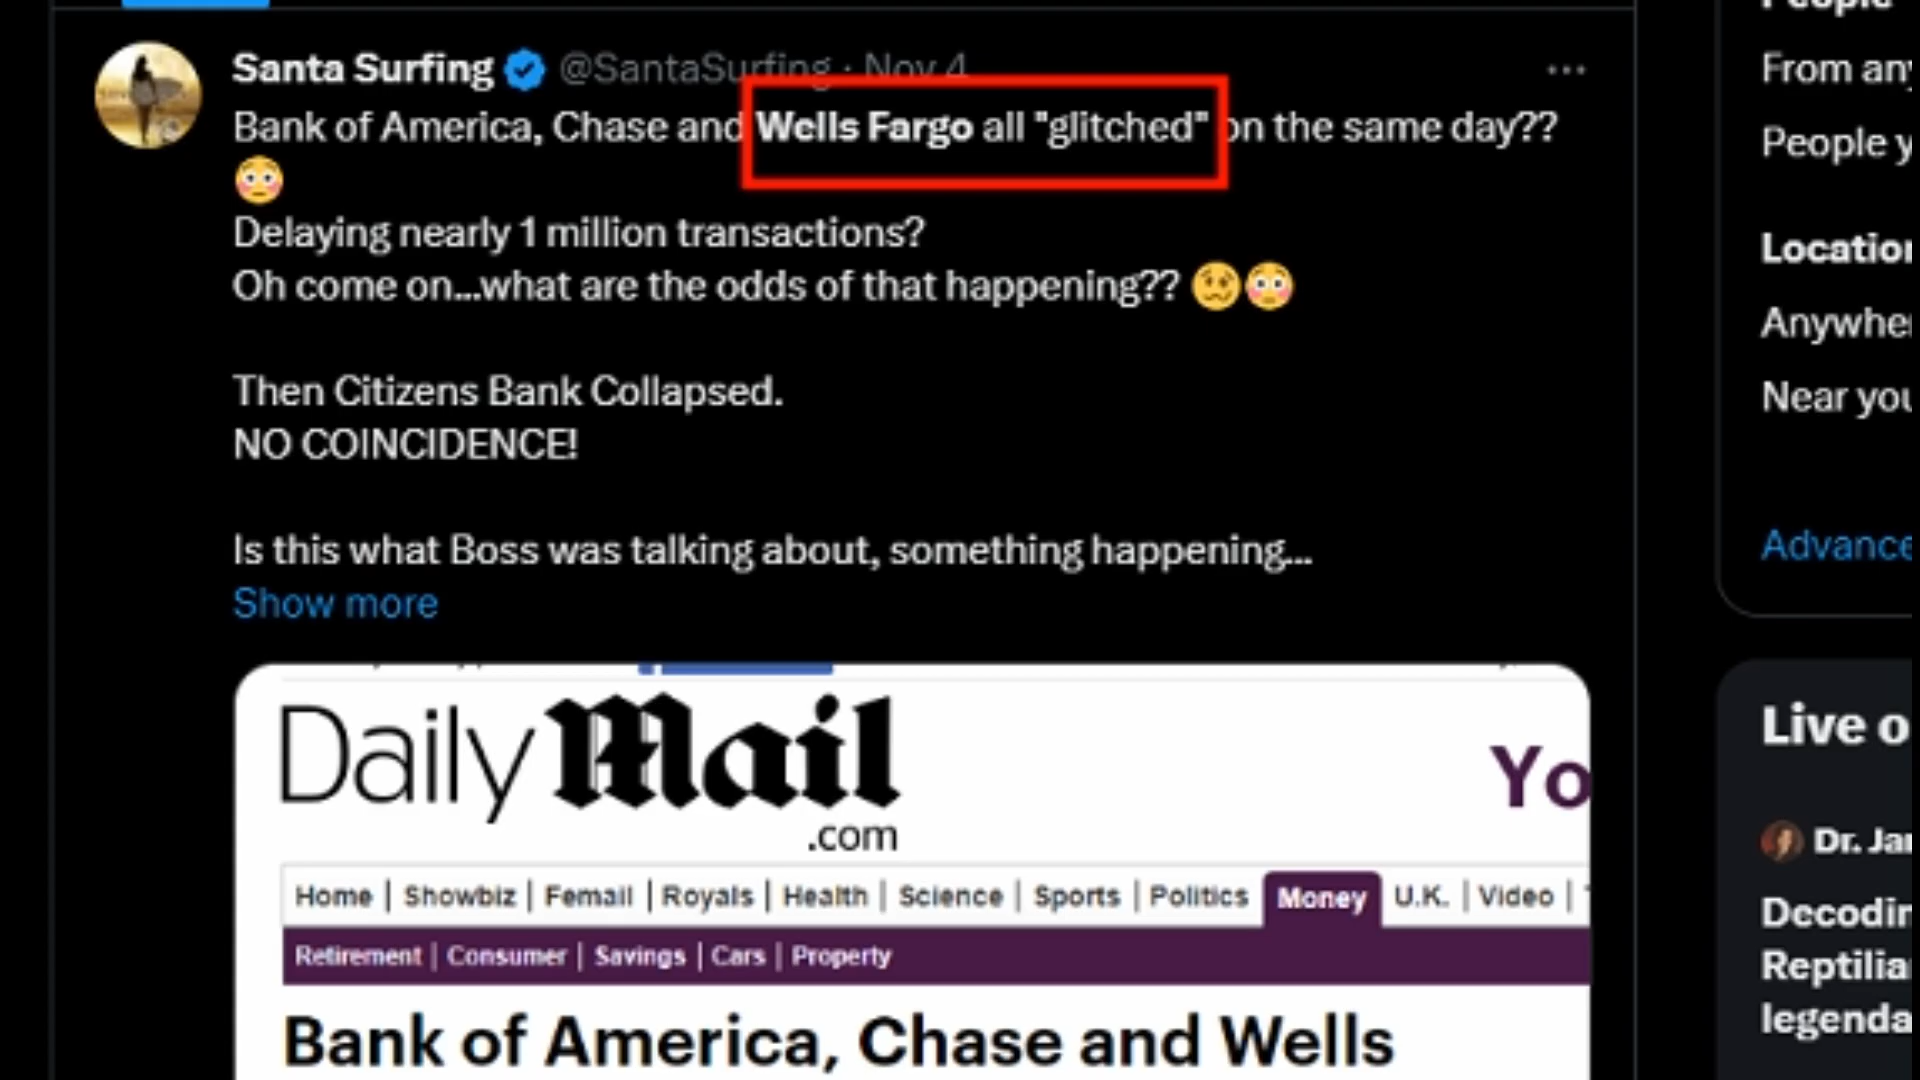 Santa Surfing @SantaSurfing · Nov 4
Bank of America, Chase and Wells Fargo all "glitched" on the same day??
😳
Delaying nearly 1 million transactions?
Oh come on...what are the odds of that happening?? 🥴😳
Then Citizens Bank Collapsed.
NO COINCIDENCE!
Is this what Boss was talking about, something happening...
Show more
Daily Mail
.com
Yo
Home | Showbiz | Femail | Royals | Health | Science | Sports | Politics Money U.K. | Video |
Retirement | Consumer | Savings | Cars | Property
Bank of America, Chase and Wells
People
From any
People y
Location
Anywhe
Near you
Advance
Live o
Dr. Jan
Decodin
Reptilia
legenda